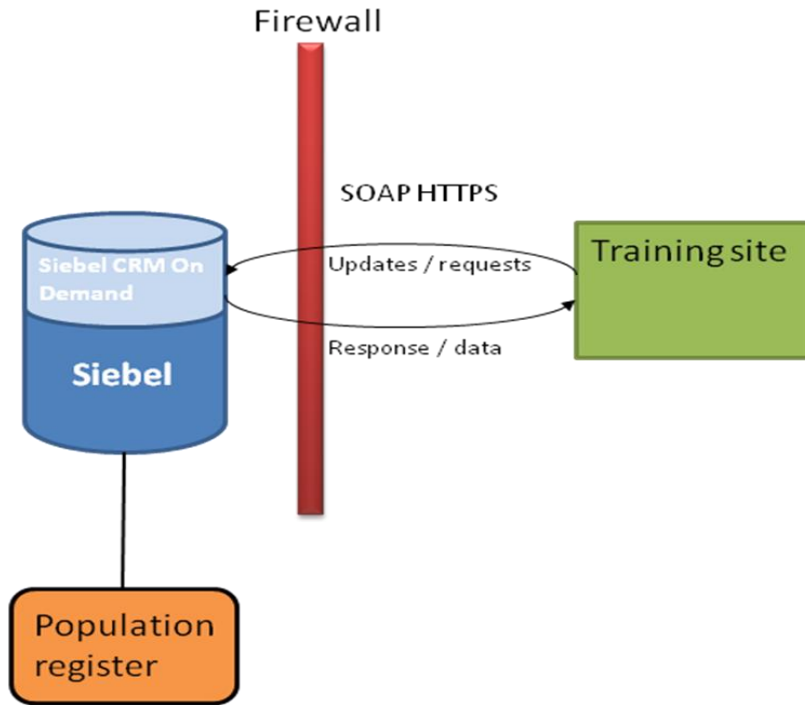 Firewall
SOAP HTTPS
Siebel CRM On
Demand
Updates / requests
Training site
Response / data
Siebel
Population
register